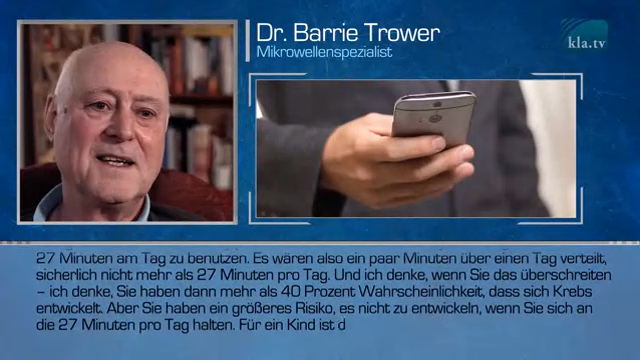 Dr. Barrie Trower
Mikrowellenspezialist
kla.tv
27 Minuten am Tag zu benutzen. Es wären also ein paar Minuten über einen Tag verteilt,
sicherlich nicht mehr als 27 Minuten pro Tag. Und ich denke, wenn Sie das überschreiten
– ich denke, Sie haben dann mehr als 40 Prozent Wahrscheinlichkeit, dass sich Krebs
entwickelt. Aber Sie haben ein größeres Risiko, es nicht zu entwickeln, wenn Sie sich an
die 27 Minuten pro Tag halten. Für ein Kind ist d